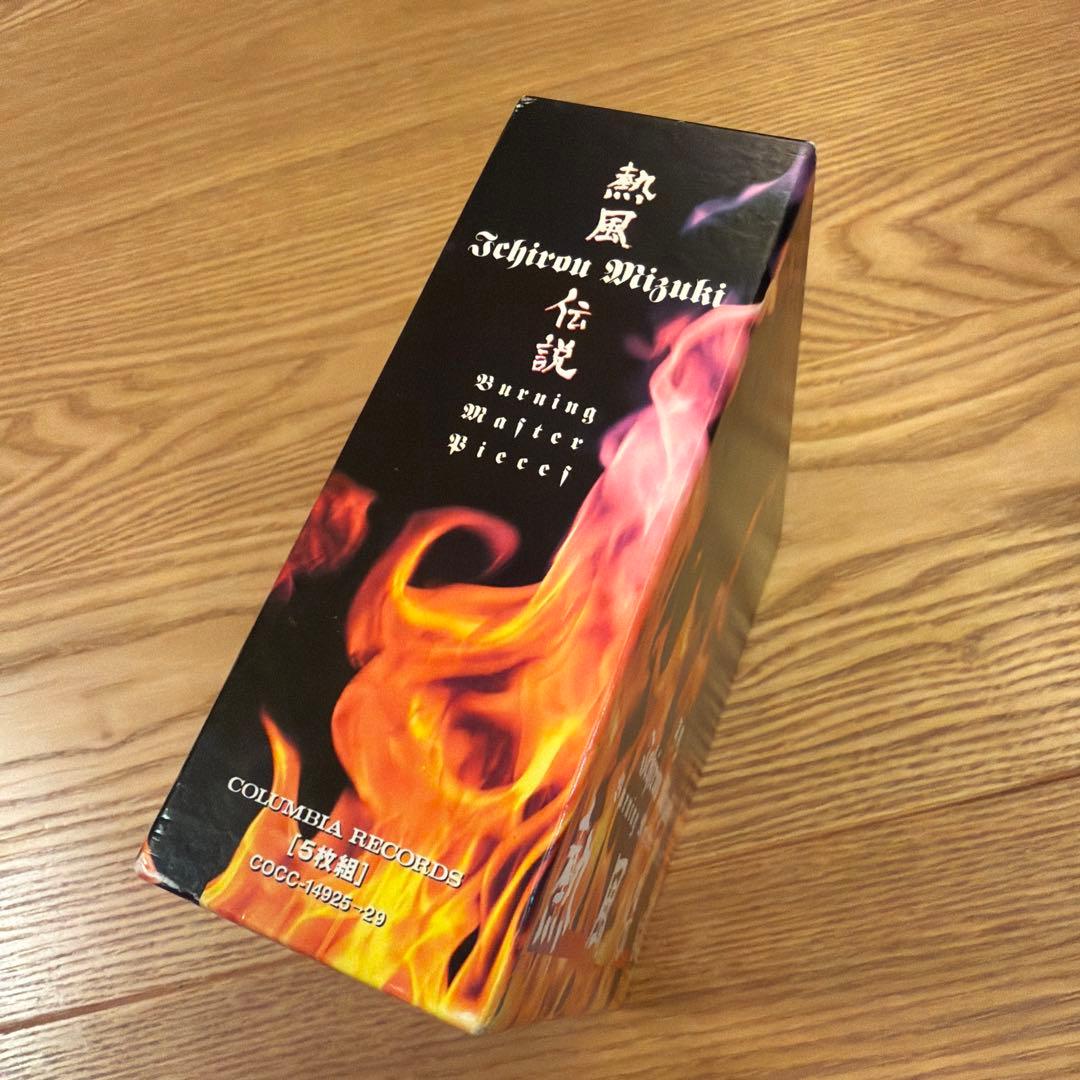 熱
風
Ichirou Mizuki
伝
説
Burning
Master
Pieces
COLUMBIA RECORDS
[5枚組]
COCC-14925→29